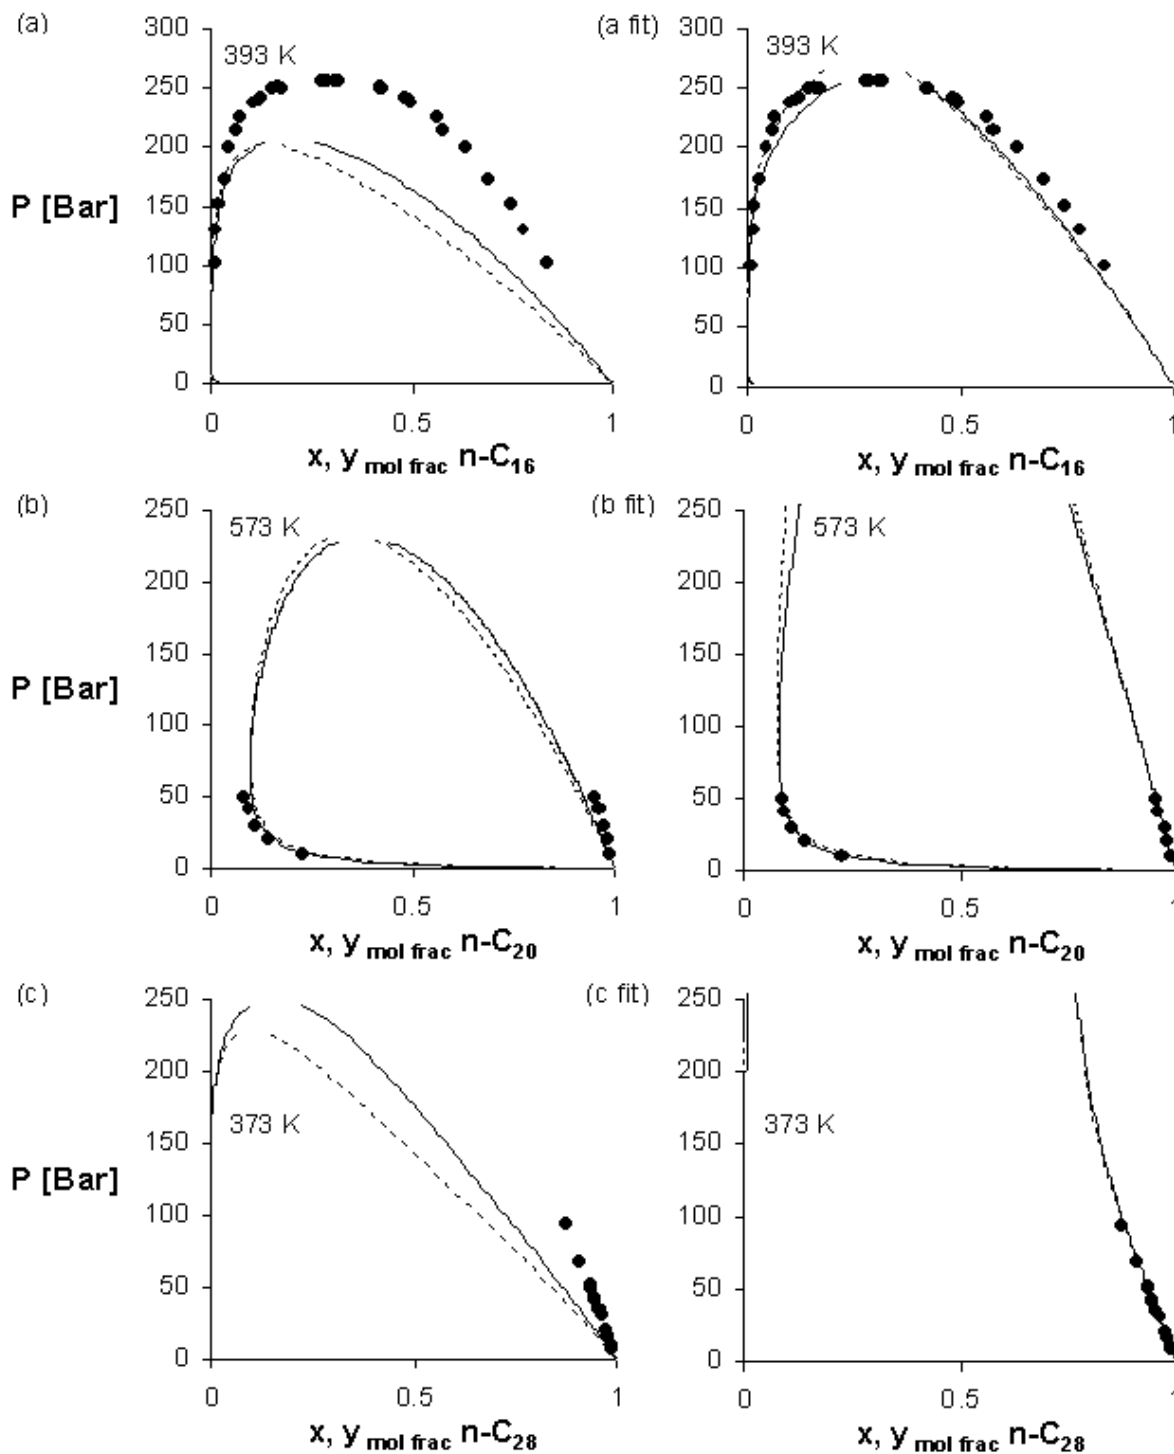 (a)
300
250
200
150
100
50
0
393 K
P [Bar]
0 0.5 1
x, y mol frac n-C16
(a fit)
300
250
200
150
100
50
0
393 K
0 0.5 1
x, y mol frac n-C16
(b)
250
200
150
100
50
0
573 K
P [Bar]
0 0.5 1
x, y mol frac n-C20
(b fit)
250
200
150
100
50
0
573 K
0 0.5 1
x, y mol frac n-C20
(c)
250
200
150
100
50
0
373 K
P [Bar]
0 0.5 1
x, y mol frac n-C28
(c fit)
250
200
150
100
50
0
373 K
0 0.5 1
x, y mol frac n-C28